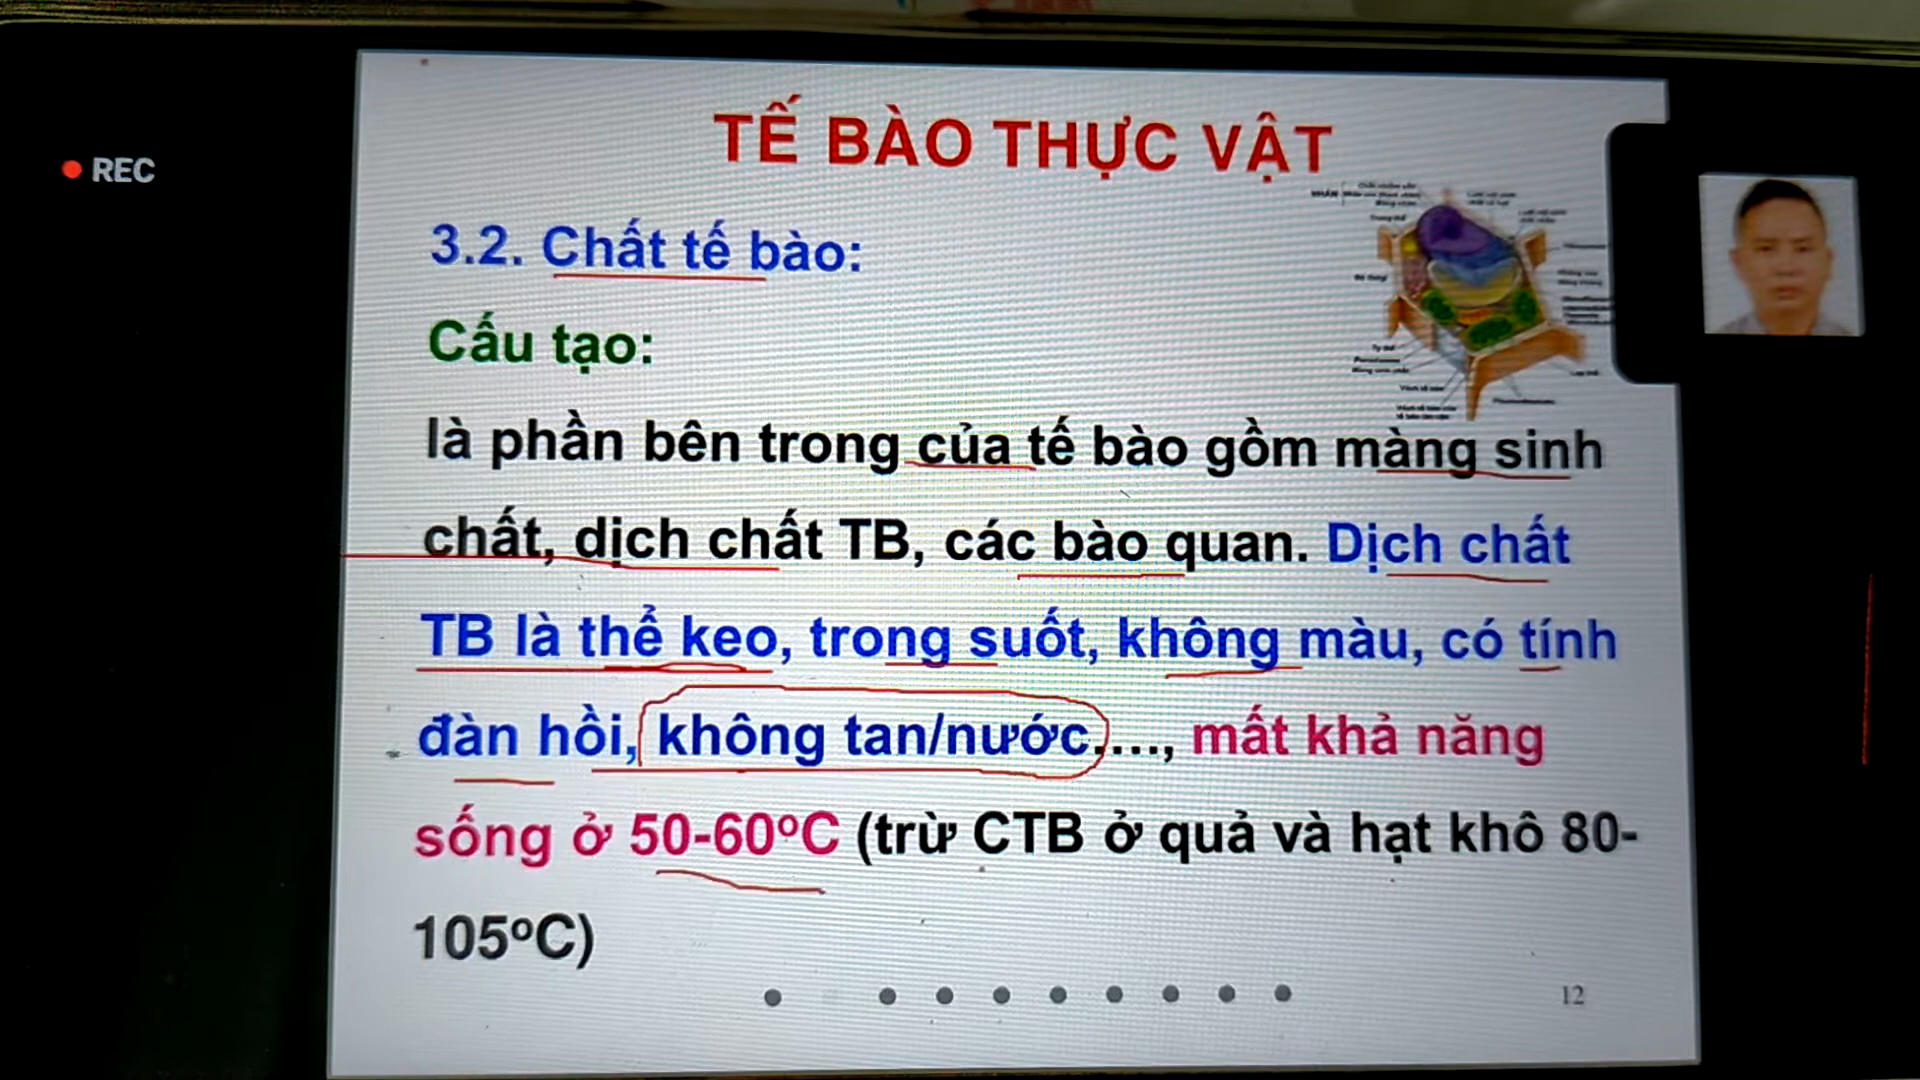 TẾ BÀO THỰC VẬT
REC
3.2. Chất tế bào:
Cấu tạo:
là phần bên trong của tế bào gồm màng sinh
chất, dịch chất TB, các bào quan. Dịch chất
TB là thể keo, trong suốt, không màu, có tính
đàn hồi, không tan/nước...., mất khả năng
sống ở 50-60ºC (trừ CTB ở quả và hạt khô 80-
105ºC)
12